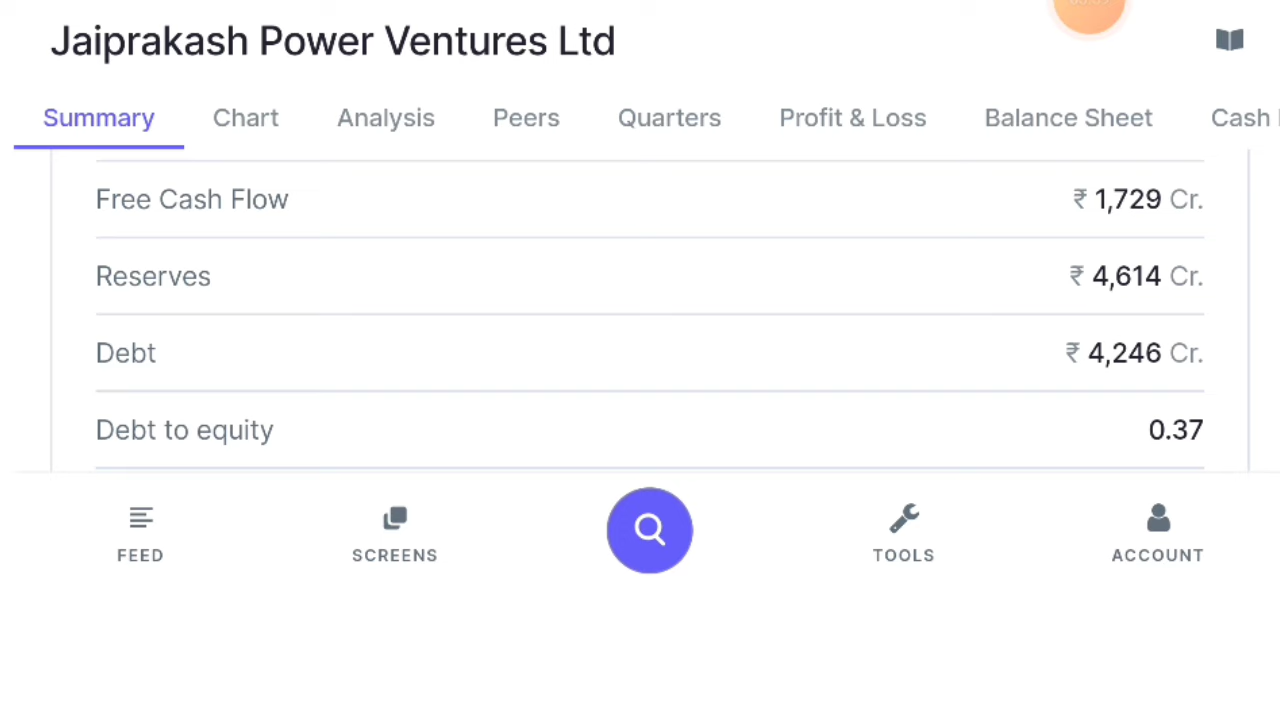 Jaiprakash Power Ventures Ltd
Summary Chart Analysis Peers Quarters Profit & Loss Balance Sheet Cash
Free Cash Flow ₹ 1,729 Cr.
Reserves ₹ 4,614 Cr.
Debt ₹ 4,246 Cr.
Debt to equity 0.37
FEED SCREENS TOOLS ACCOUNT